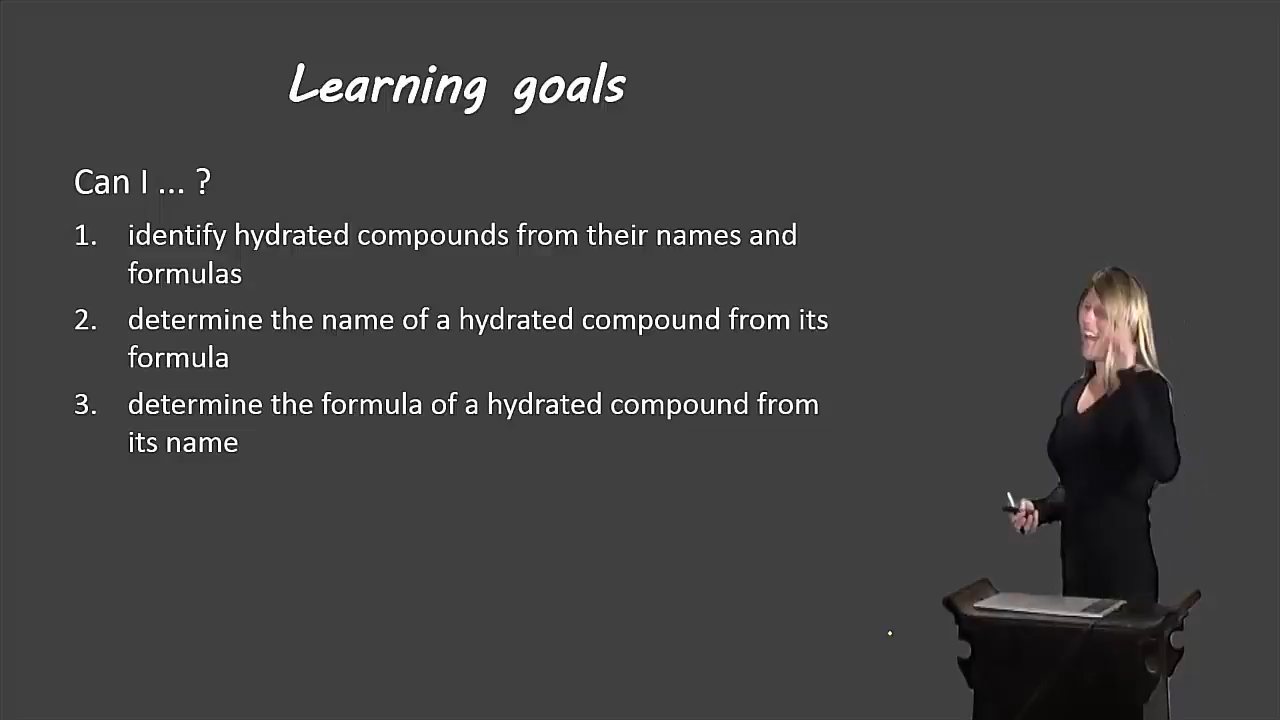 Learning goals
Can I ... ?
1. identify hydrated compounds from their names and
formulas
2. determine the name of a hydrated compound from its
formula
3. determine the formula of a hydrated compound from
its name